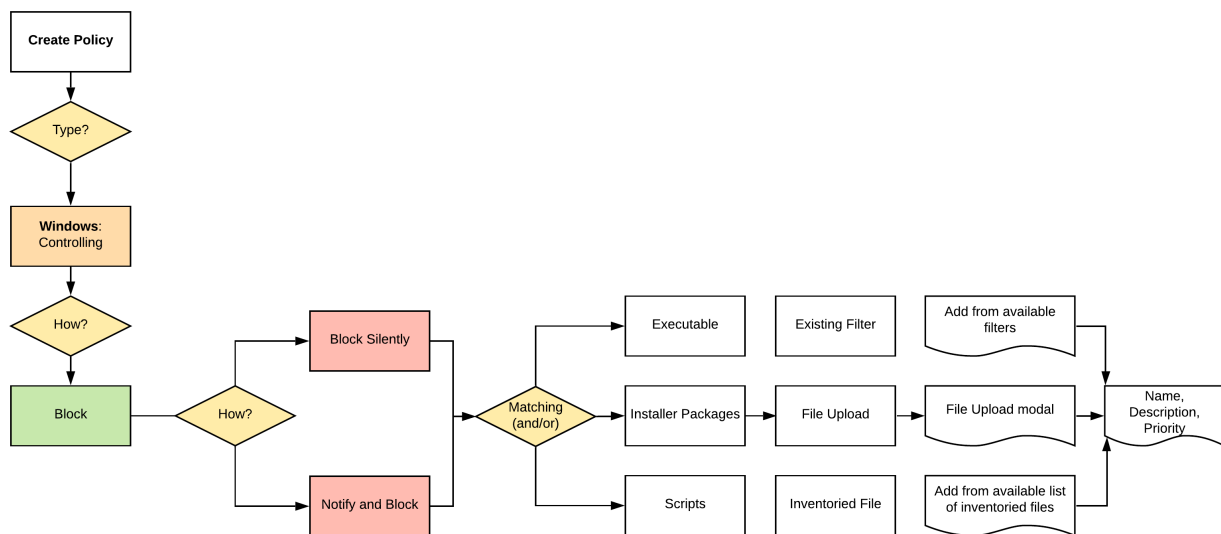 Create Policy
Type?
Windows:
Controlling
How?
Block
How?
Block Silently
Notify and Block
Matching
(and/or)
Executable
Installer Packages
Scripts
Existing Filter
File Upload
Inventoried File
Add from available
filters
File Upload modal
Add from available list
of inventoried files
Name,
Description,
Priority